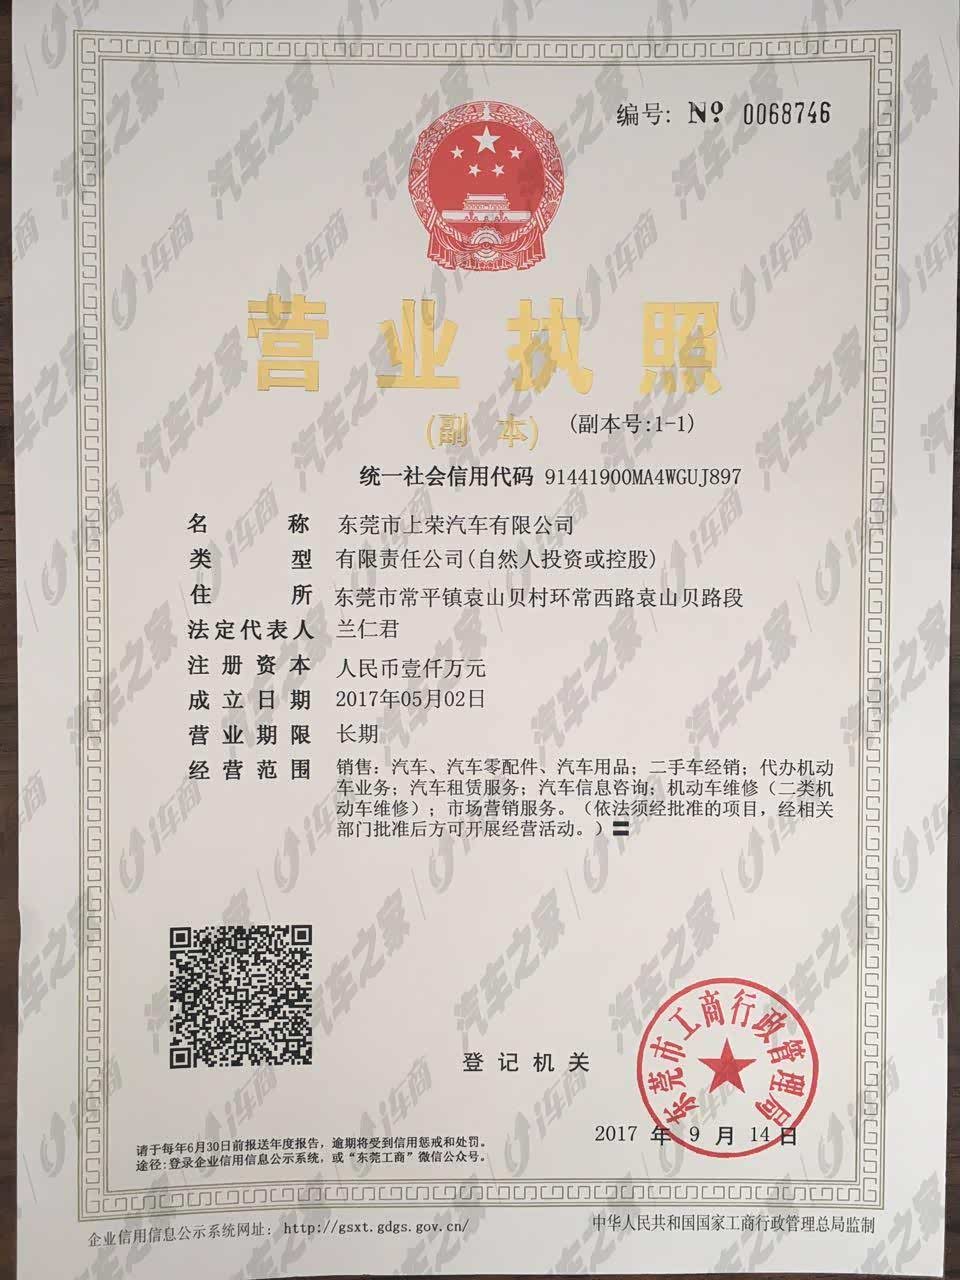 编号: № 0068746
营业执照
(副本) (副本号:1-1)
统一社会信用代码 91441900MA4WGUJ897
名称 东莞市上荣汽车有限公司
类型 有限责任公司(自然人投资或控股)
住所 东莞市常平镇袁山贝村环常西路袁山贝路段
法定代表人 兰仁君
注册资本 人民币壹仟万元
成立日期 2017年05月02日
营业期限 长期
经营范围 销售：汽车、汽车零配件、汽车用品；二手车经销；代办机动
车业务；汽车租赁服务；汽车信息咨询；机动车维修（二类机
动车维修）；市场营销服务。（依法须经批准的项目，经相关
部门批准后方可开展经营活动。）〓
登记机关
东莞市工商行政管理局
2017 年 9 月 14 日
请于每年6月30日前报送年度报告，逾期将受到信用惩戒和处罚。
途径:登录企业信用信息公示系统，或“东莞工商”微信公众号。
企业信用信息公示系统网址：http://gsxt.gdgs.gov.cn/
中华人民共和国国家工商行政管理总局监制
汽车之家 | i车商